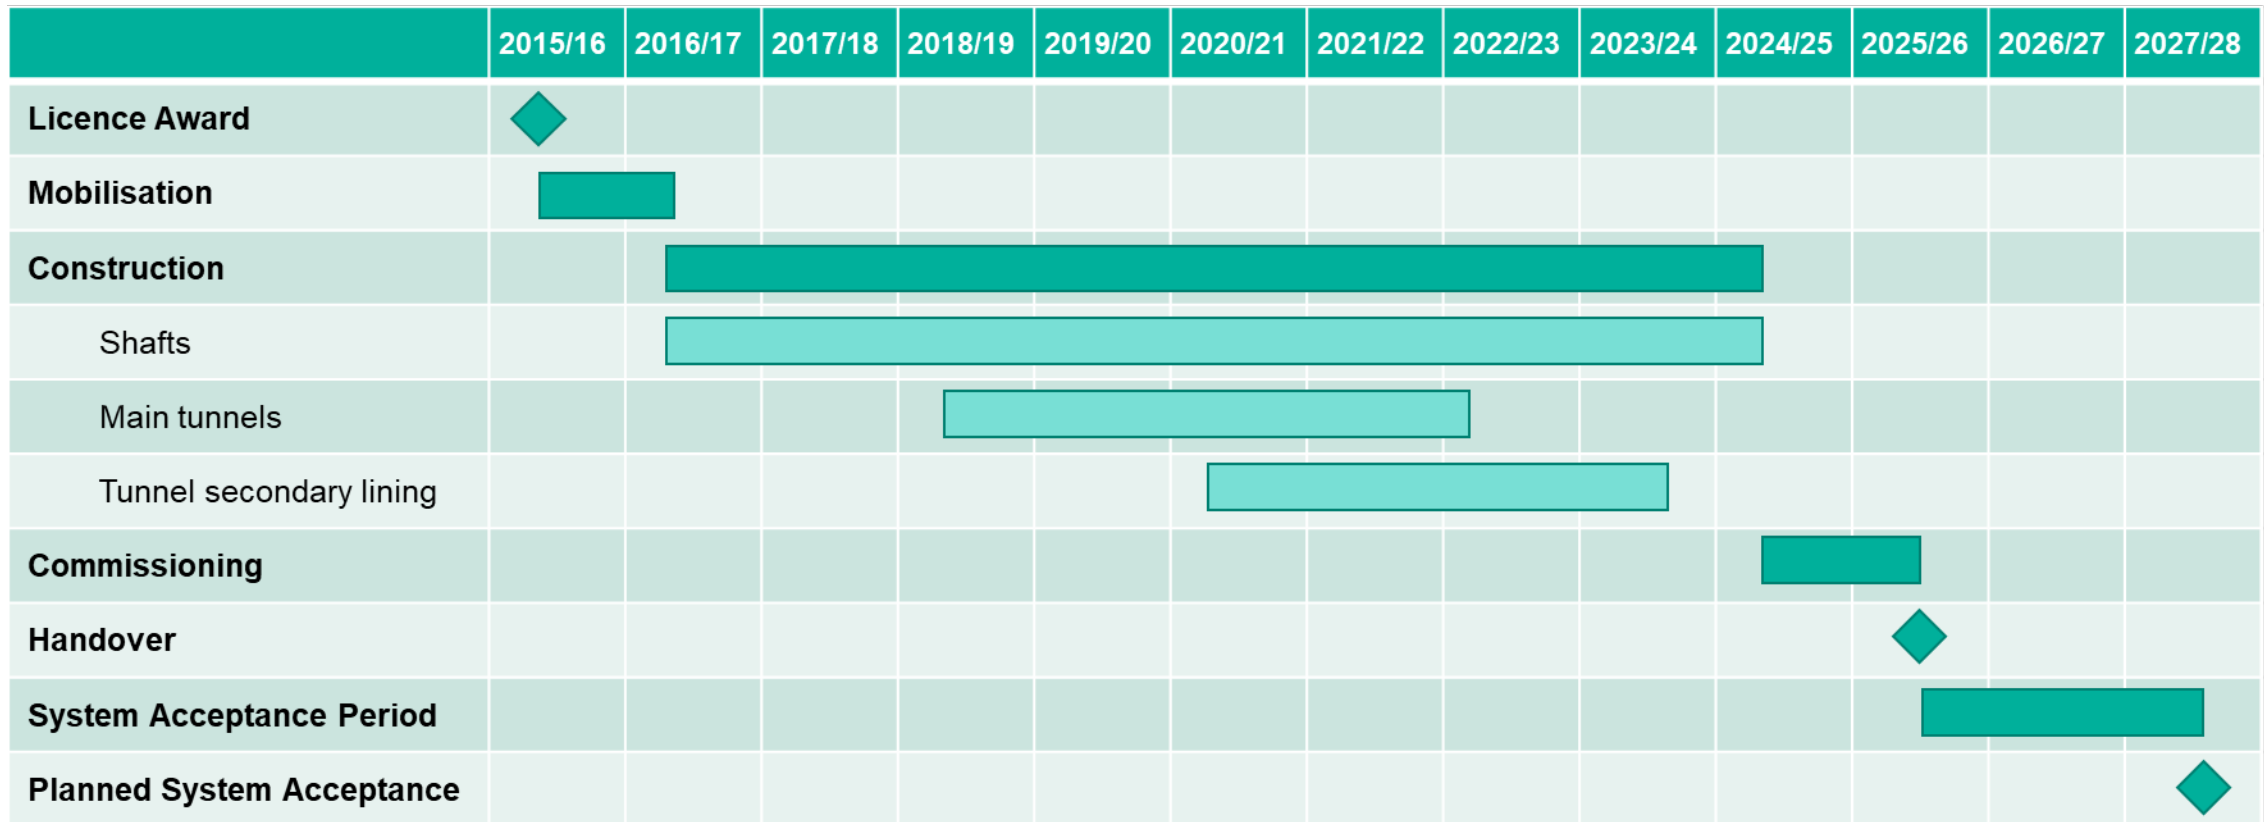 2015/16 2016/17 2017/18 2018/19 2019/20 2020/21 2021/22 2022/23 2023/24 2024/25 2025/26 2026/27 2027/28
Licence Award
Mobilisation
Construction
Shafts
Main tunnels
Tunnel secondary lining
Commissioning
Handover
System Acceptance Period
Planned System Acceptance